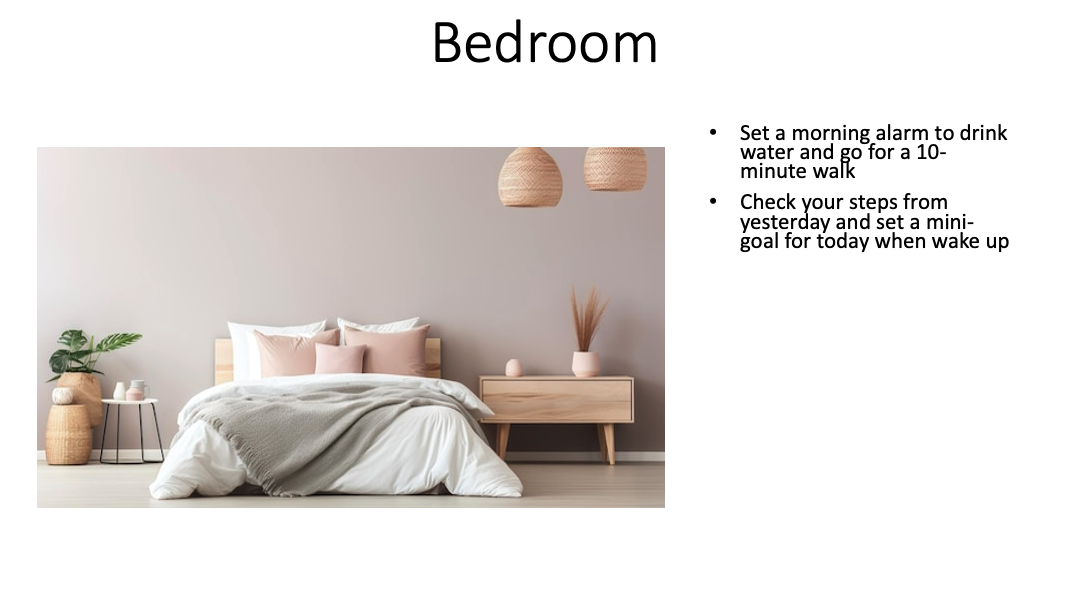 Bedroom
• Set a morning alarm to drink
water and go for a 10-
minute walk
• Check your steps from
yesterday and set a mini-
goal for today when wake up